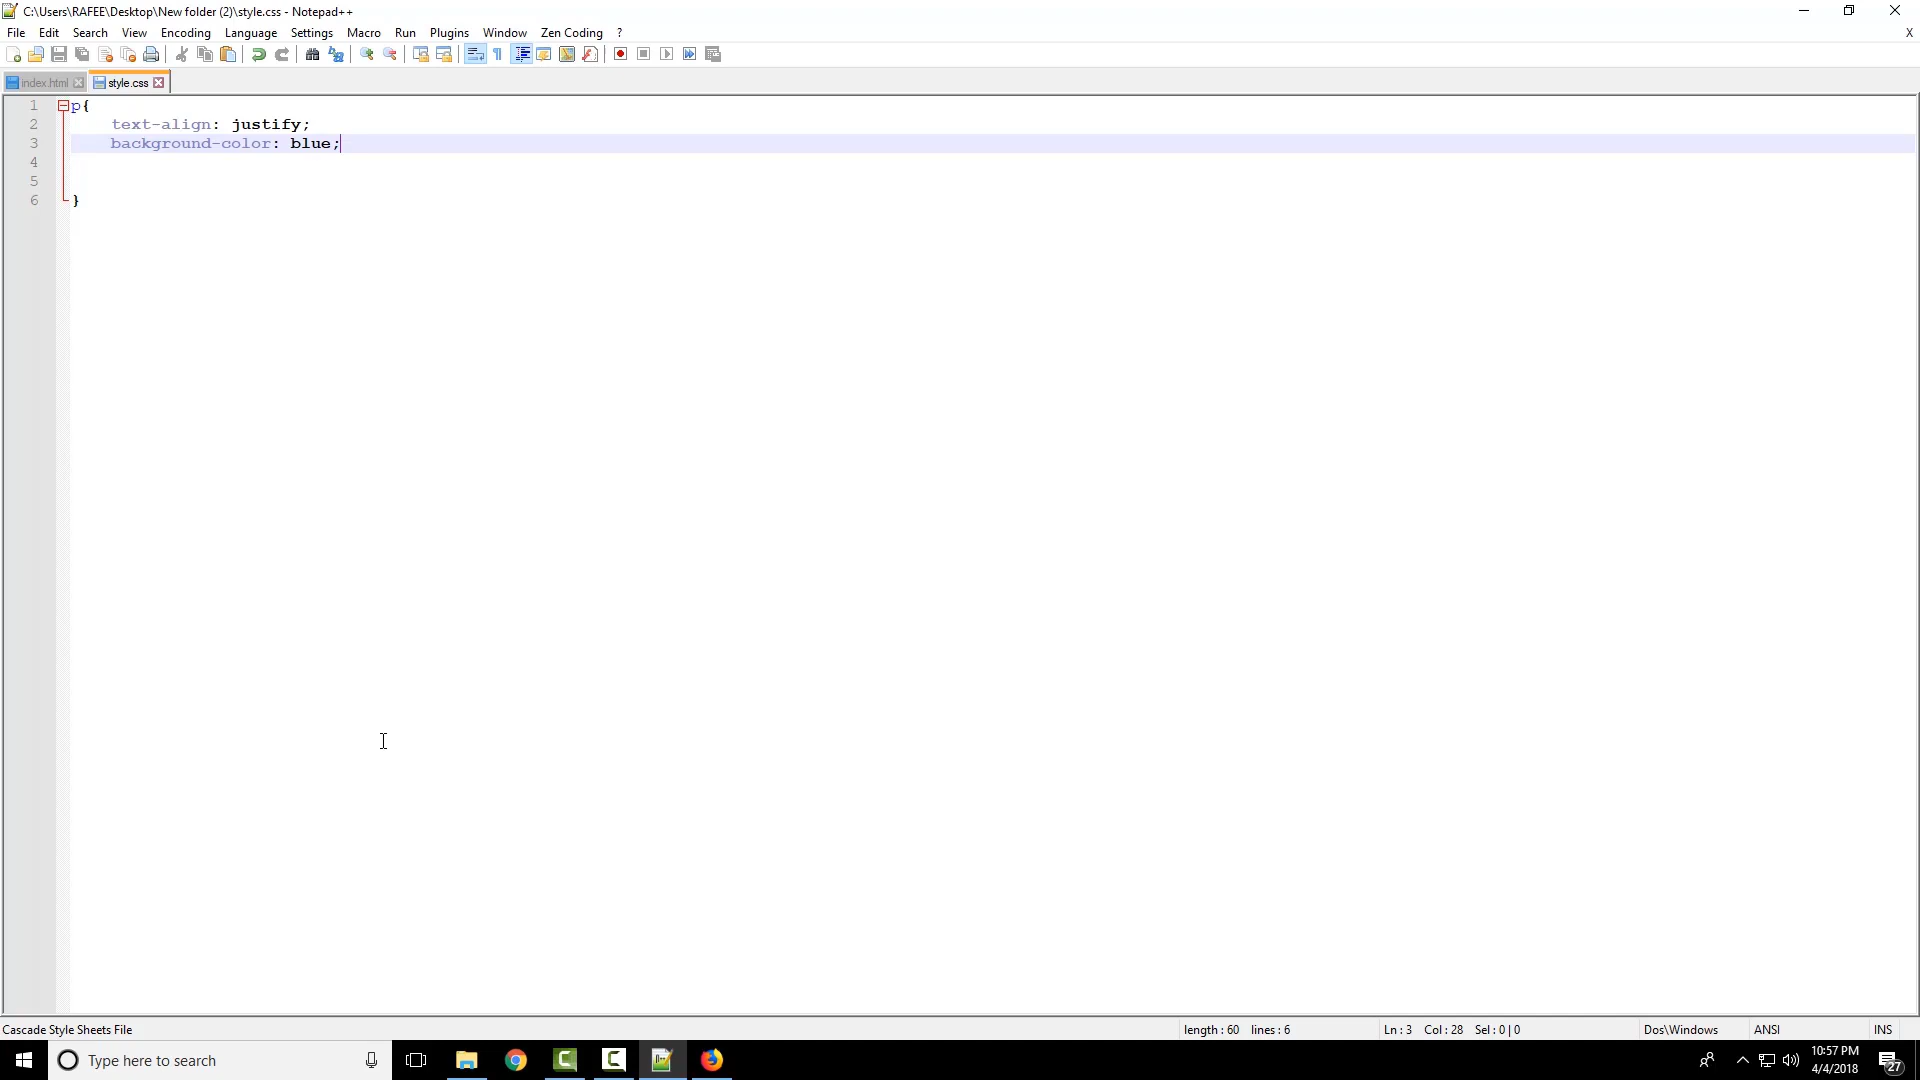 C:\Users\RAFEE\Desktop\New folder (2)\style.css - Notepad++
File Edit Search View Encoding Language Settings Macro Run Plugins Window Zen Coding ? X
index.html style.css
1 p{
2 text-align: justify;
3 background-color: blue;
4
5
6 }
Cascade Style Sheets File length : 60 lines : 6 Ln : 3 Col : 28 Sel : 0 | 0 Dos\Windows ANSI INS
Type here to search
10:57 PM
4/4/2018
27